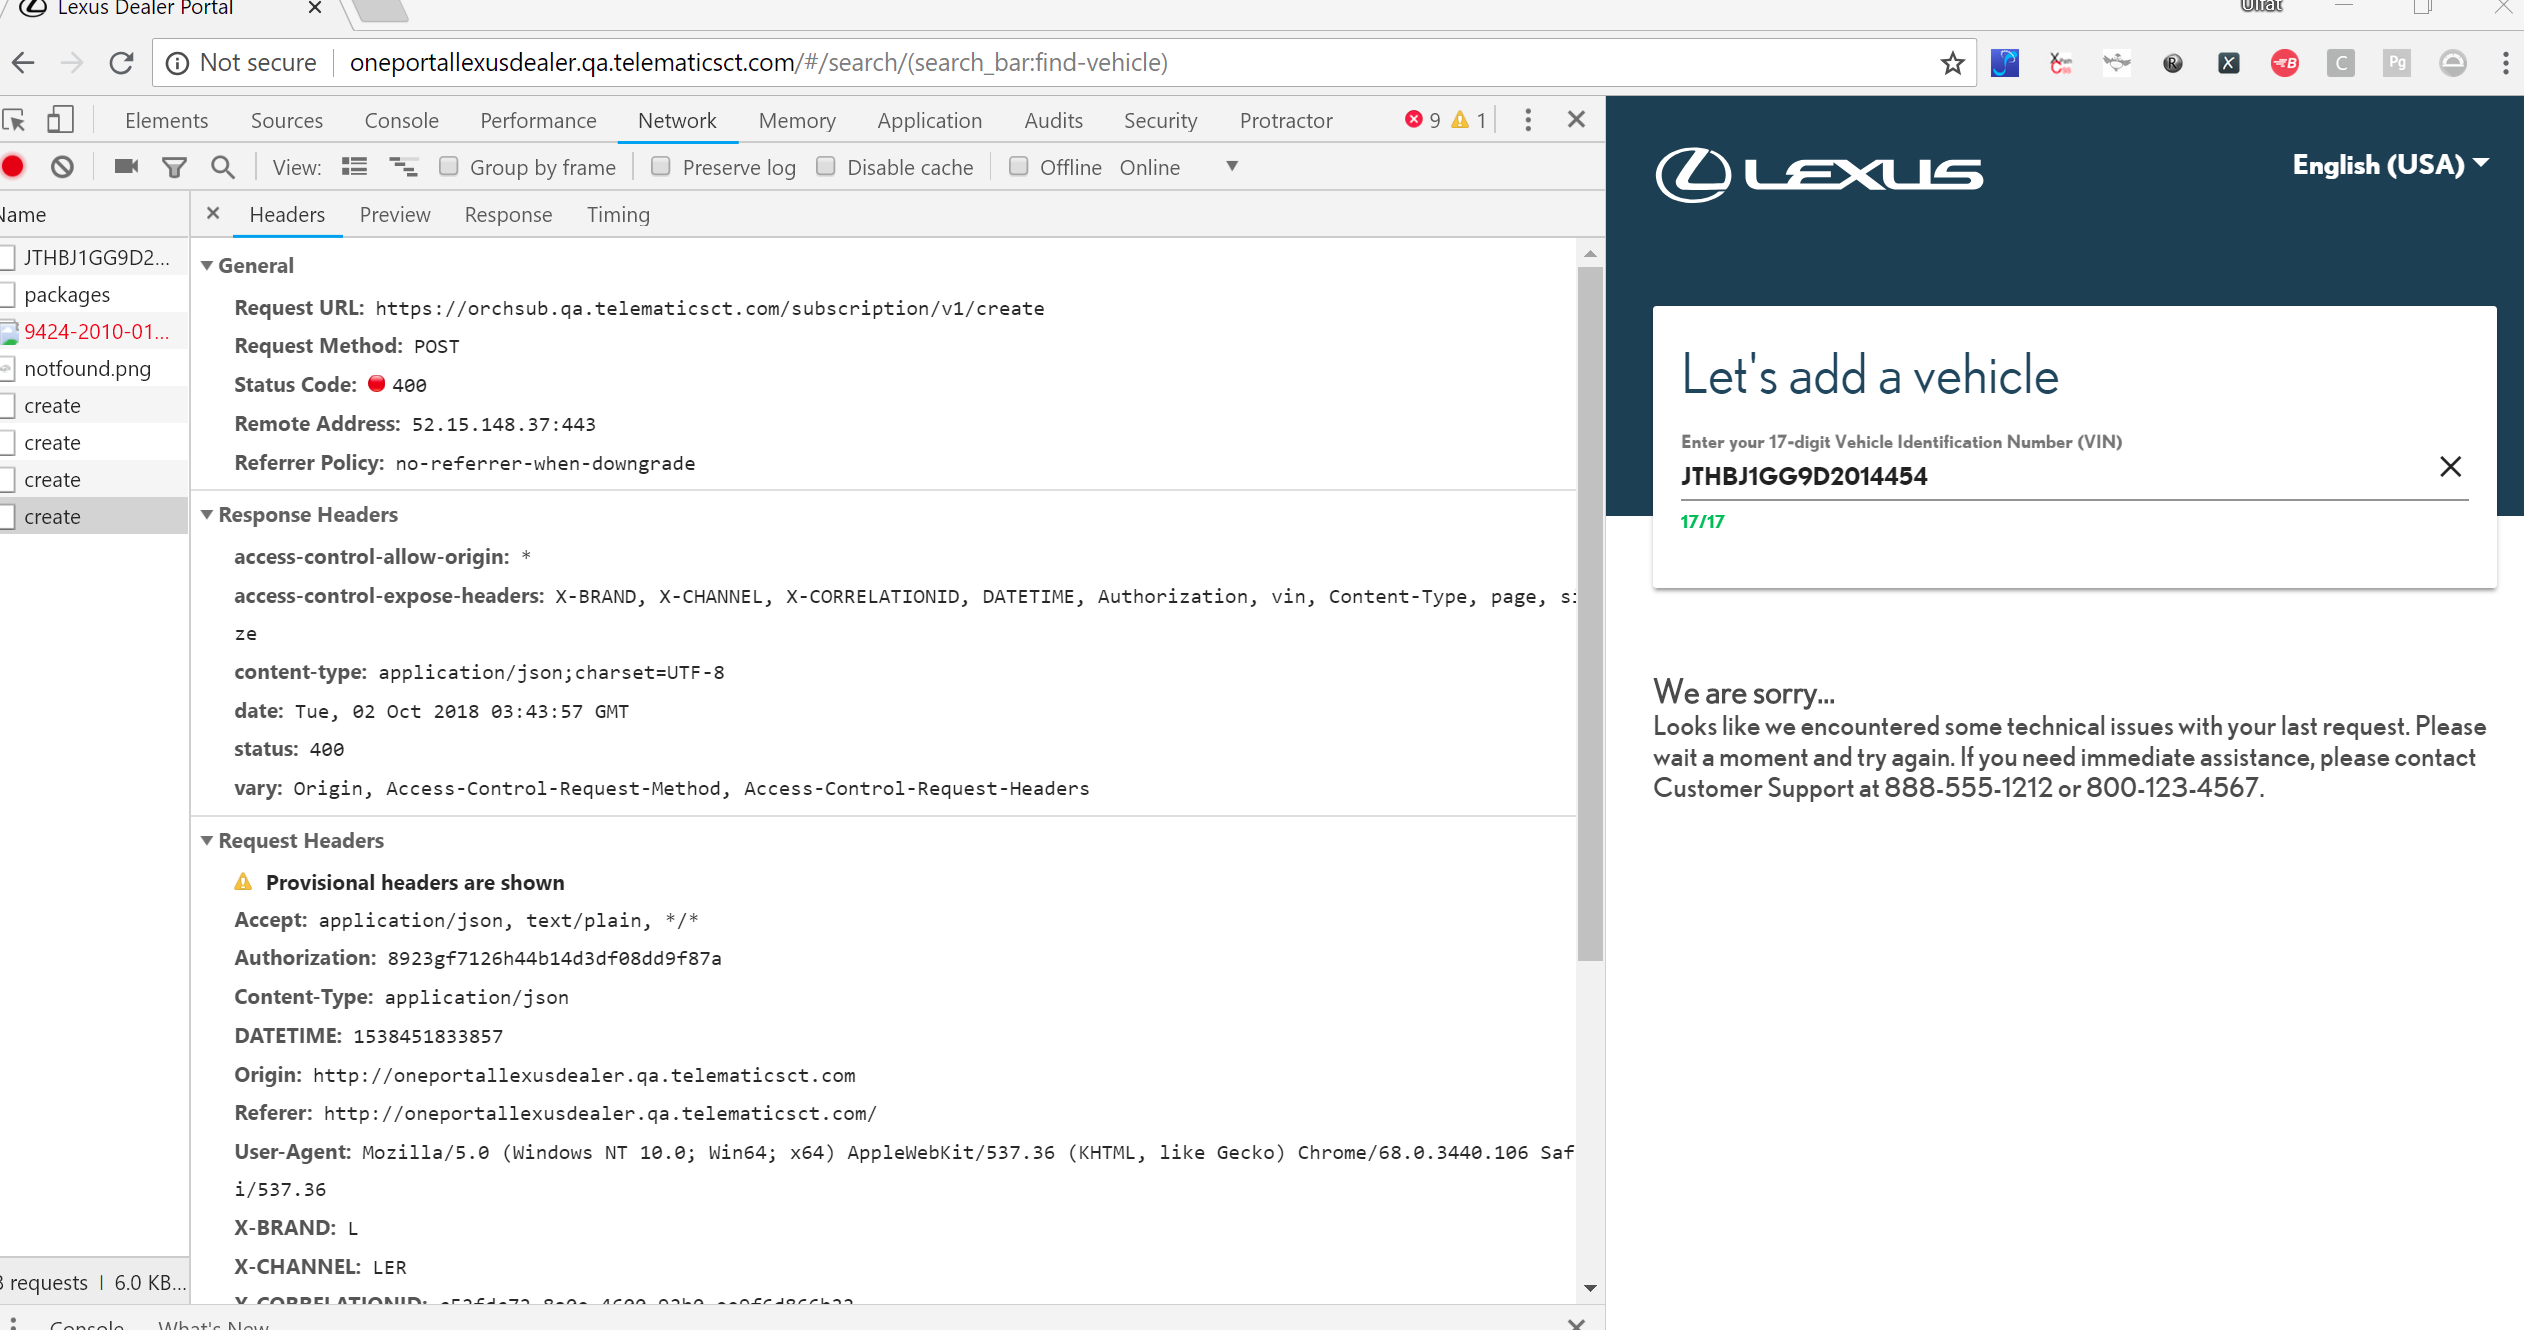 Lexus Dealer Portal
Ulfat
Not secure oneportallexusdealer.qa.telematicsct.com/#/search/(search_bar:find-vehicle)
Elements Sources Console Performance Network Memory Application Audits Security Protractor 9 1
View: Group by frame Preserve log Disable cache Offline Online
Name
Headers Preview Response Timing
JTHBJ1GG9D2...
packages
9424-2010-01...
notfound.png
create
create
create
create
General
Request URL: https://orchsub.qa.telematicsct.com/subscription/v1/create
Request Method: POST
Status Code: 400
Remote Address: 52.15.148.37:443
Referrer Policy: no-referrer-when-downgrade
Response Headers
access-control-allow-origin: *
access-control-expose-headers: X-BRAND, X-CHANNEL, X-CORRELATIONID, DATETIME, Authorization, vin, Content-Type, page, si
ze
content-type: application/json;charset=UTF-8
date: Tue, 02 Oct 2018 03:43:57 GMT
status: 400
vary: Origin, Access-Control-Request-Method, Access-Control-Request-Headers
Request Headers
Provisional headers are shown
Accept: application/json, text/plain, */*
Authorization: 8923gf7126h44b14d3df08dd9f87a
Content-Type: application/json
DATETIME: 1538451833857
Origin: http://oneportallexusdealer.qa.telematicsct.com
Referer: http://oneportallexusdealer.qa.telematicsct.com/
User-Agent: Mozilla/5.0 (Windows NT 10.0; Win64; x64) AppleWebKit/537.36 (KHTML, like Gecko) Chrome/68.0.3440.106 Saf
i/537.36
X-BRAND: L
X-CHANNEL: LER
X-CORRELATIONID:
requests | 6.0 KB...
Console What's New
LEXUS
English (USA)
Let's add a vehicle
Enter your 17-digit Vehicle Identification Number (VIN)
JTHBJ1GG9D2014454
17/17
We are sorry...
Looks like we encountered some technical issues with your last request. Please
wait a moment and try again. If you need immediate assistance, please contact
Customer Support at 888-555-1212 or 800-123-4567.